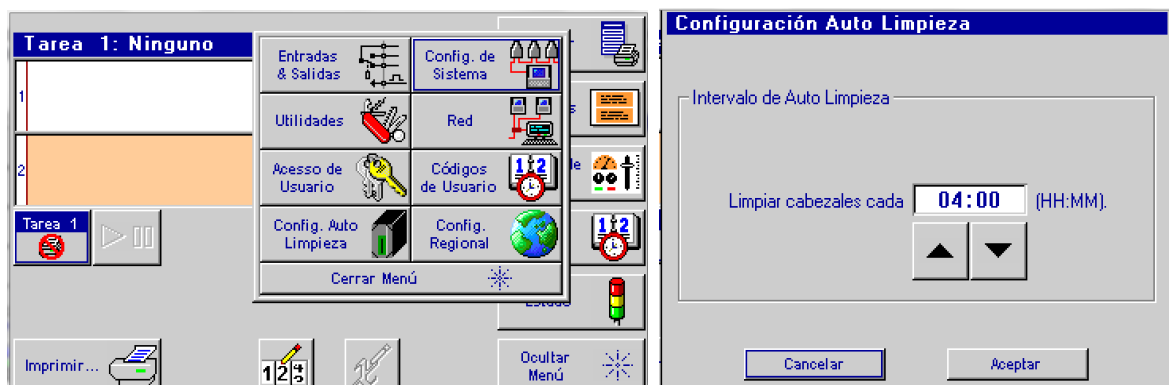 Tarea 1: Ninguno
1
2
Entradas
& Salidas
Config. de
Sistema
Utilidades
Red
Acesso de
Usuario
Códigos
de Usuario
Config. Auto
Limpieza
Config.
Regional
Cerrar Menú
Tarea 1
Imprimir...
Ocultar
Menú
Configuración Auto Limpieza
Intervalo de Auto Limpieza
Limpiar cabezales cada 04:00 (HH:MM).
Cancelar
Aceptar